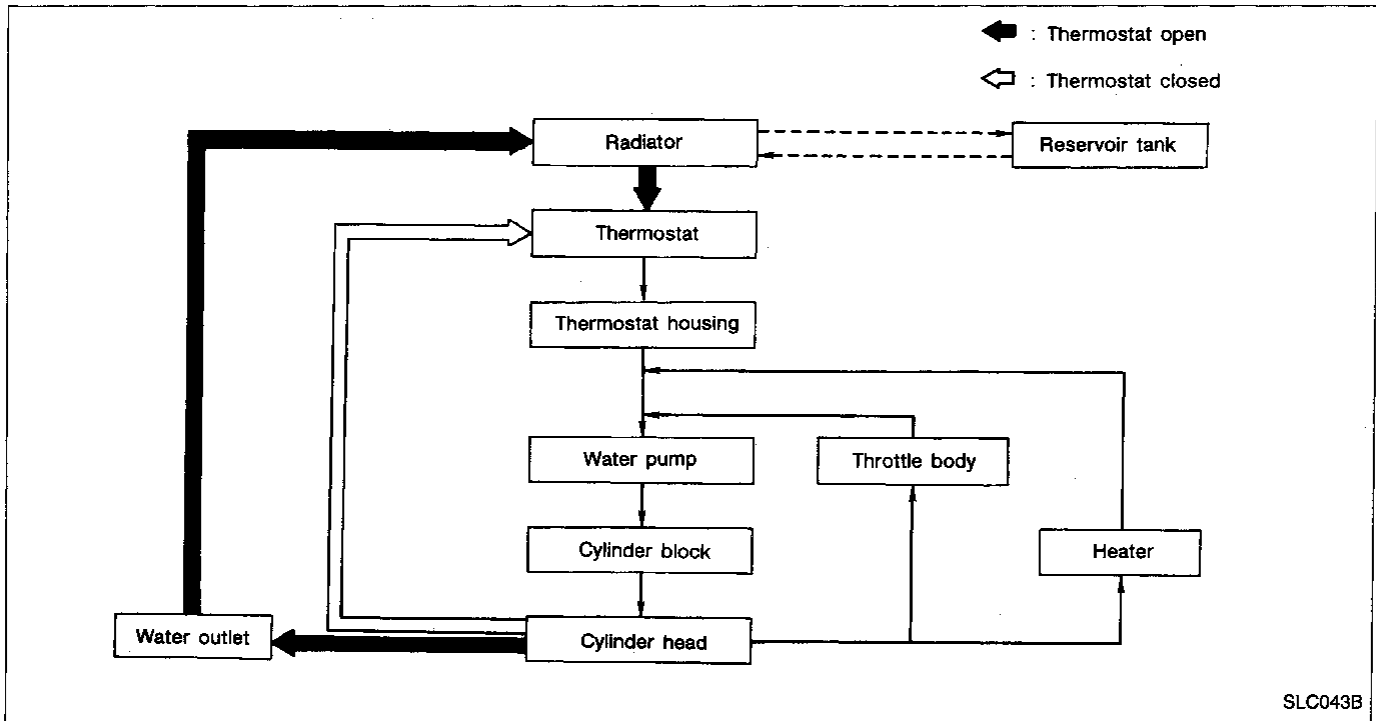 : Thermostat open
: Thermostat closed
Radiator
Reservoir tank
Thermostat
Thermostat housing
Water pump
Throttle body
Cylinder block
Heater
Water outlet
Cylinder head
SLC043B